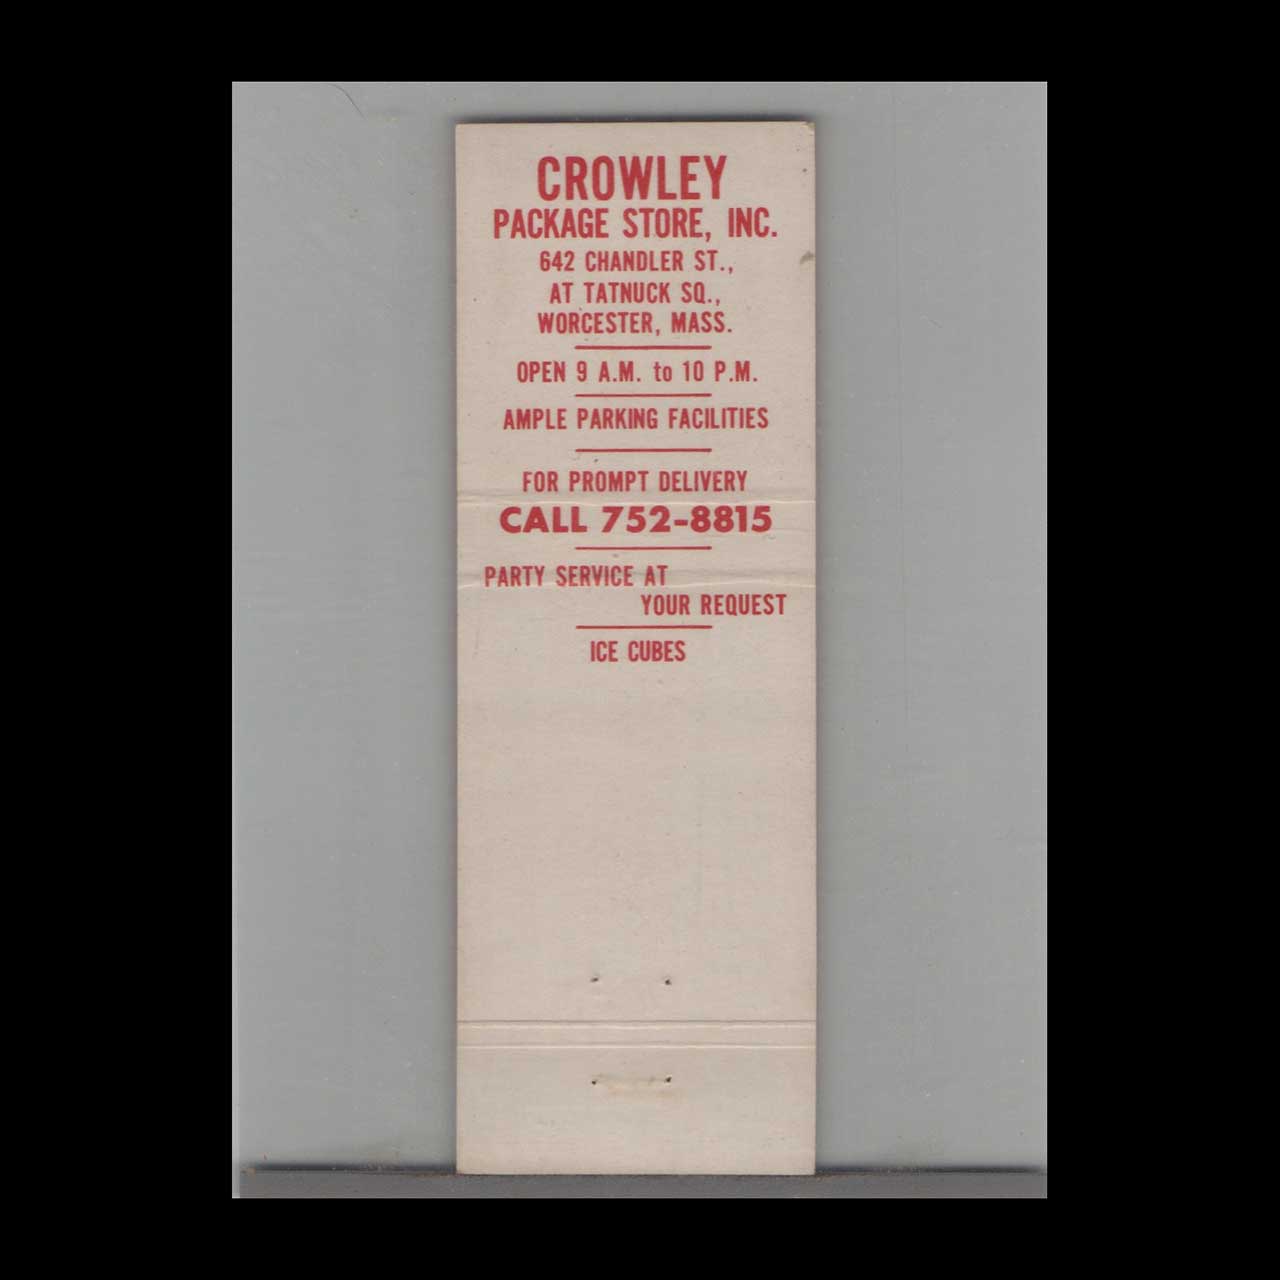 CROWLEY
PACKAGE STORE, INC.
642 CHANDLER ST.,
AT TATNUCK SQ.,
WORCESTER, MASS.
OPEN 9 A.M. to 10 P.M.
AMPLE PARKING FACILITIES
FOR PROMPT DELIVERY
CALL 752-8815
PARTY SERVICE AT
YOUR REQUEST
ICE CUBES